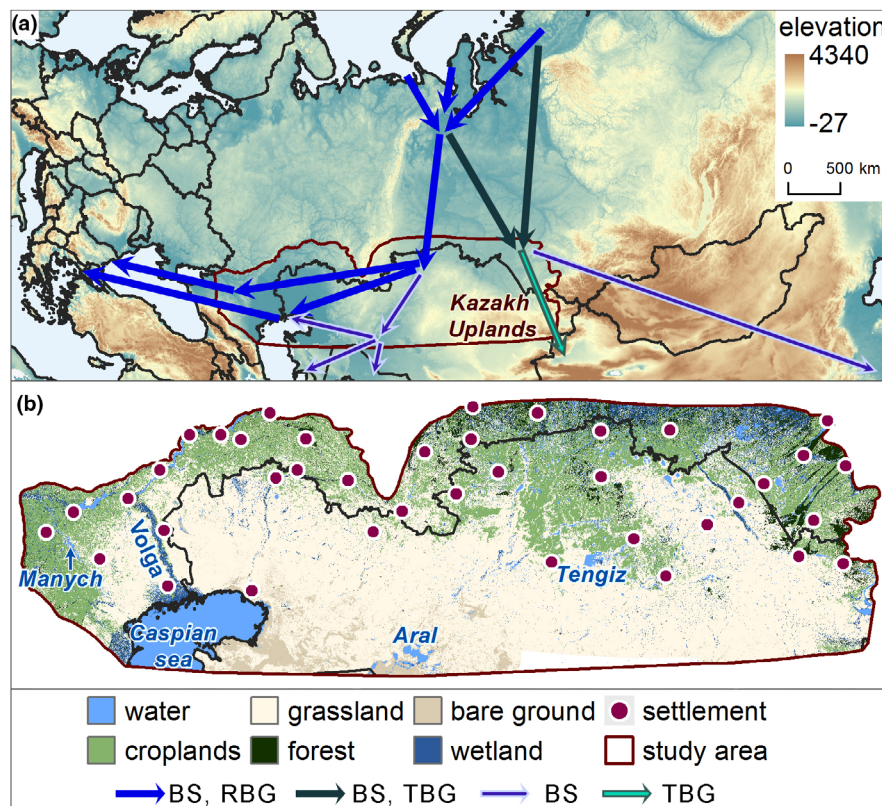 (a)
elevation
4340
-27
0 500 km
Kazakh
Uplands
(b)
Volga
Manych
Caspian
sea
Aral
Tengiz
water grassland bare ground settlement
croplands forest wetland study area
BS, RBG BS, TBG BS TBG